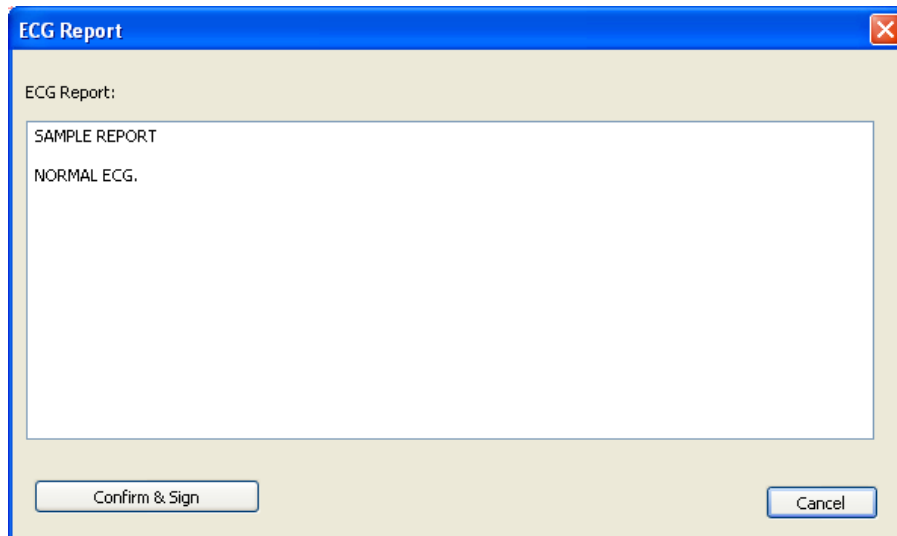 ECG Report
ECG Report:
SAMPLE REPORT
NORMAL ECG.
Confirm & Sign
Cancel